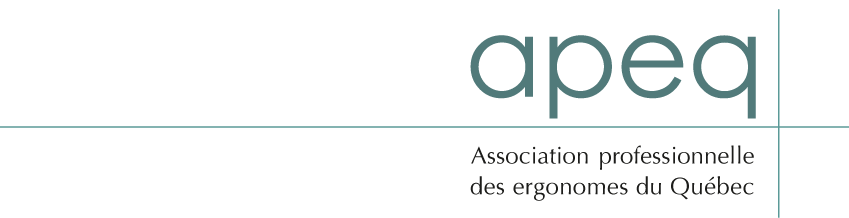 apeq
Association professionnelle
des ergonomes du Québec